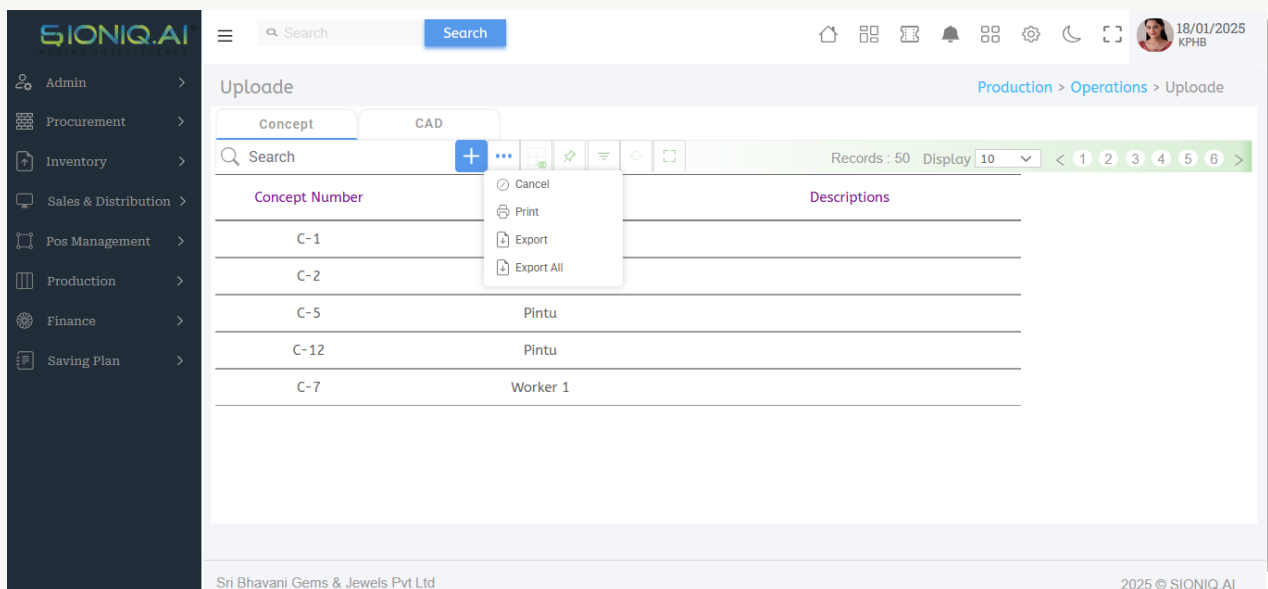 SIONIQ.AI
Search
Search
18/01/2025
KPHB
Admin
Procurement
Inventory
Sales & Distribution
Pos Management
Production
Finance
Saving Plan
Uploade
Production > Operations > Uploade
Concept CAD
Search
Records : 50 Display 10 < 1 2 3 4 5 6 >
Cancel
Print
Export
Export All
Concept Number Descriptions
C-1
C-2
C-5 Pintu
C-12 Pintu
C-7 Worker 1
Sri Bhavani Gems & Jewels Pvt Ltd
2025 © SIONIQ.AI